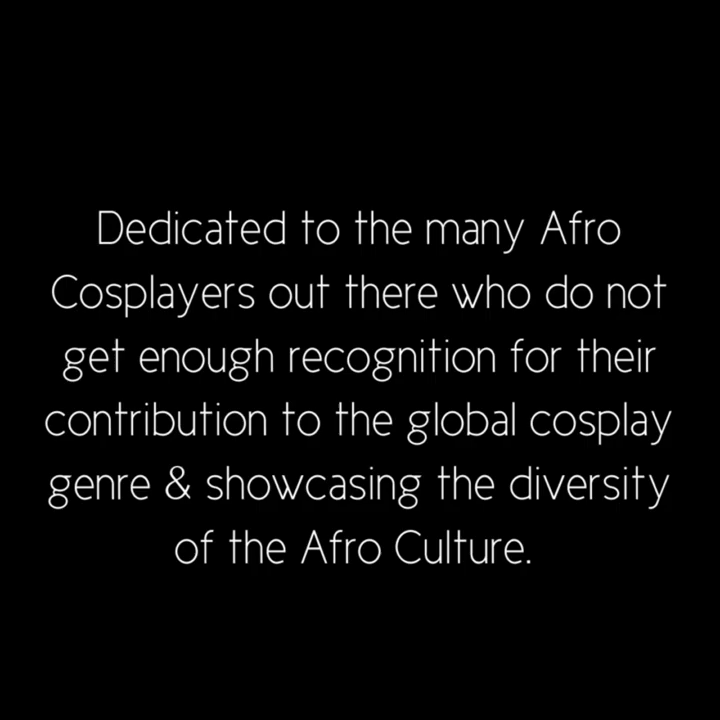 Dedicated to the many Afro
Cosplayers out there who do not
get enough recognition for their
contribution to the global cosplay
genre & showcasing the diversity
of the Afro Culture.